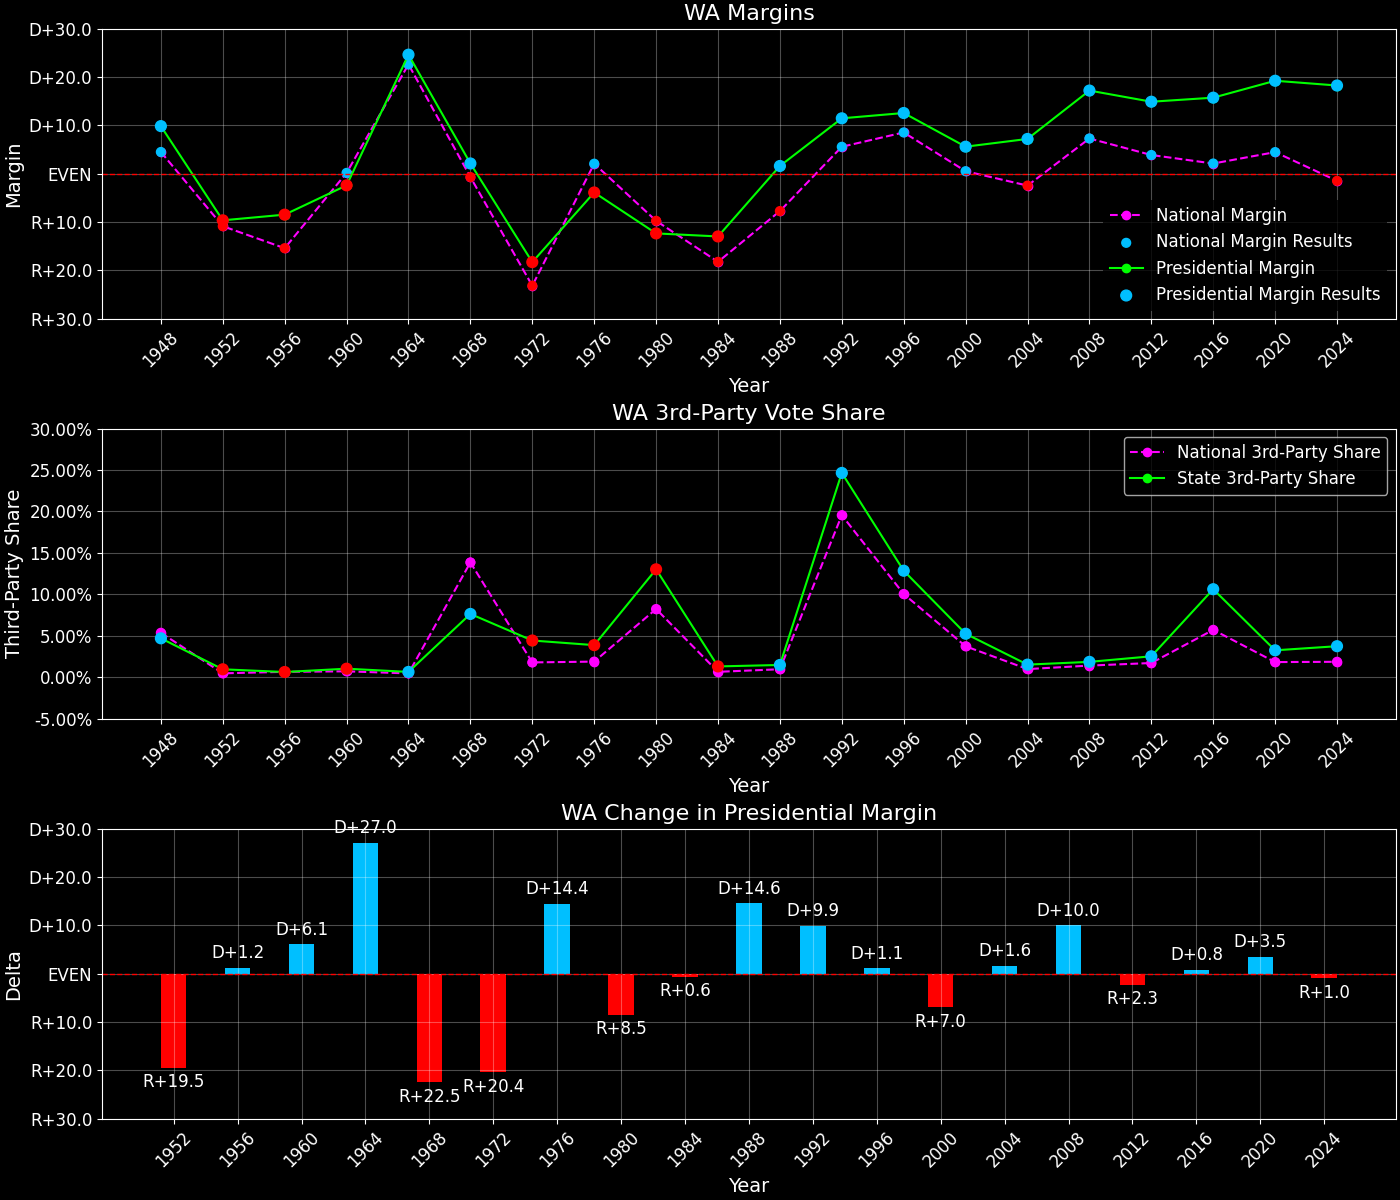 WA Margins
D+30.0
D+20.0
D+10.0
EVEN
R+10.0
R+20.0
R+30.0
Margin
National Margin
National Margin Results
Presidential Margin
Presidential Margin Results
1948 1952 1956 1960 1964 1968 1972 1976 1980 1984 1988 1992 1996 2000 2004 2008 2012 2016 2020 2024
Year
WA 3rd-Party Vote Share
30.00%
25.00%
20.00%
15.00%
10.00%
5.00%
0.00%
-5.00%
Third-Party Share
National 3rd-Party Share
State 3rd-Party Share
1948 1952 1956 1960 1964 1968 1972 1976 1980 1984 1988 1992 1996 2000 2004 2008 2012 2016 2020 2024
Year
WA Change in Presidential Margin
D+30.0
D+20.0
D+10.0
EVEN
R+10.0
R+20.0
R+30.0
Delta
R+19.5
D+1.2
D+6.1
D+27.0
R+22.5
R+20.4
D+14.4
R+8.5
R+0.6
D+14.6
D+9.9
D+1.1
R+7.0
D+1.6
D+10.0
R+2.3
D+0.8
D+3.5
R+1.0
1952 1956 1960 1964 1968 1972 1976 1980 1984 1988 1992 1996 2000 2004 2008 2012 2016 2020 2024
Year